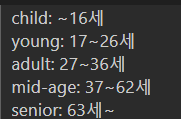 child: ~16세
young: 17~26세
adult: 27~36세
mid-age: 37~62세
senior: 63세~